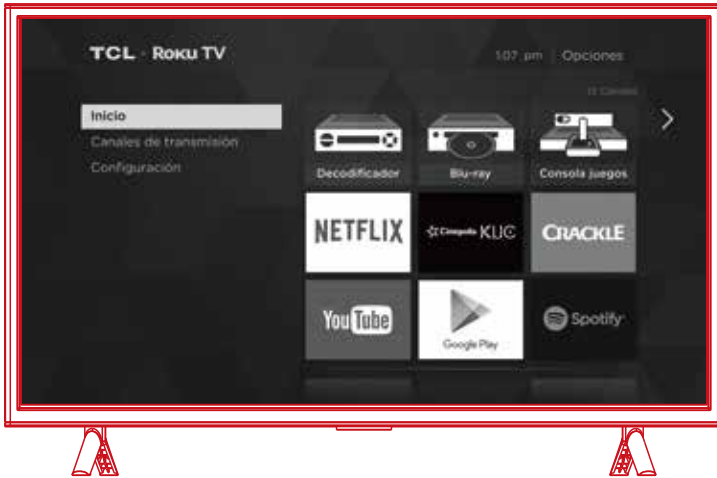 TCL · Roku TV
1:07 pm | Opciones
Inicio
Canales de transmisión
Configuración
Decodificador
Blu-ray
Consola juegos
NETFLIX
Cinépolis KLIC
CRACKLE
YouTube
Google Play
Spotify